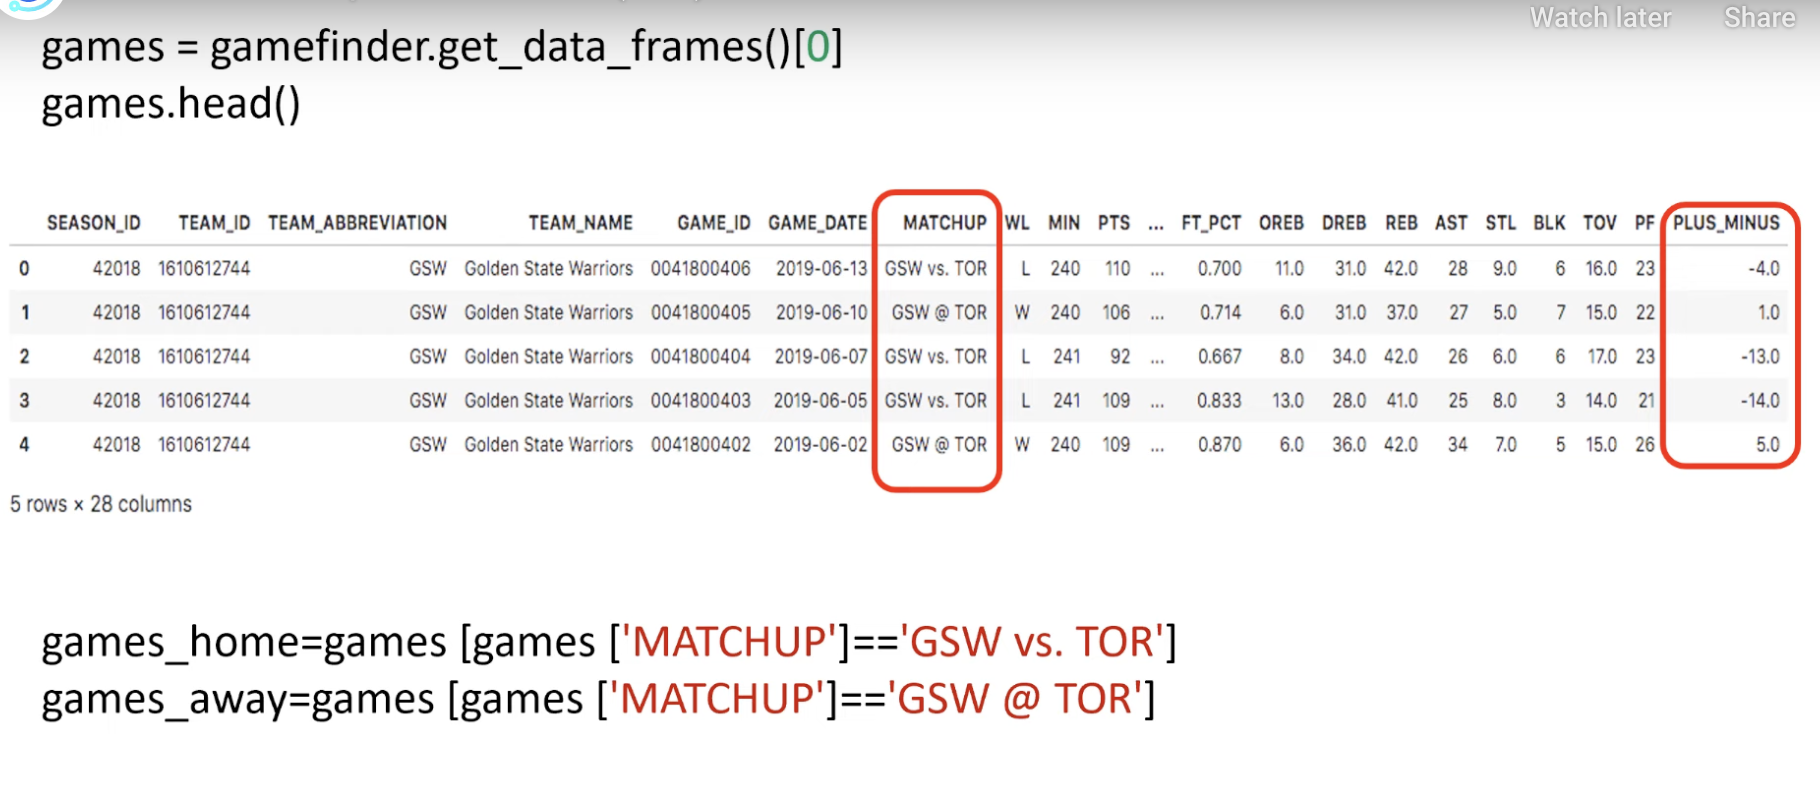 Watch later Share
games = gamefinder.get_data_frames()[0]
games.head()
SEASON_ID TEAM_ID TEAM_ABBREVIATION TEAM_NAME GAME_ID GAME_DATE MATCHUP WL MIN PTS ... FT_PCT OREB DREB REB AST STL BLK TOV PF PLUS_MINUS
0 42018 1610612744 GSW Golden State Warriors 0041800406 2019-06-13 GSW vs. TOR L 240 110 ... 0.700 11.0 31.0 42.0 28 9.0 6 16.0 23 -4.0
1 42018 1610612744 GSW Golden State Warriors 0041800405 2019-06-10 GSW @ TOR W 240 106 ... 0.714 6.0 31.0 37.0 27 5.0 7 15.0 22 1.0
2 42018 1610612744 GSW Golden State Warriors 0041800404 2019-06-07 GSW vs. TOR L 241 92 ... 0.667 8.0 34.0 42.0 26 6.0 6 17.0 23 -13.0
3 42018 1610612744 GSW Golden State Warriors 0041800403 2019-06-05 GSW vs. TOR L 241 109 ... 0.833 13.0 28.0 41.0 25 8.0 3 14.0 21 -14.0
4 42018 1610612744 GSW Golden State Warriors 0041800402 2019-06-02 GSW @ TOR W 240 109 ... 0.870 6.0 36.0 42.0 34 7.0 5 15.0 26 5.0
5 rows × 28 columns
games_home=games [games ['MATCHUP']=='GSW vs. TOR']
games_away=games [games ['MATCHUP']=='GSW @ TOR']